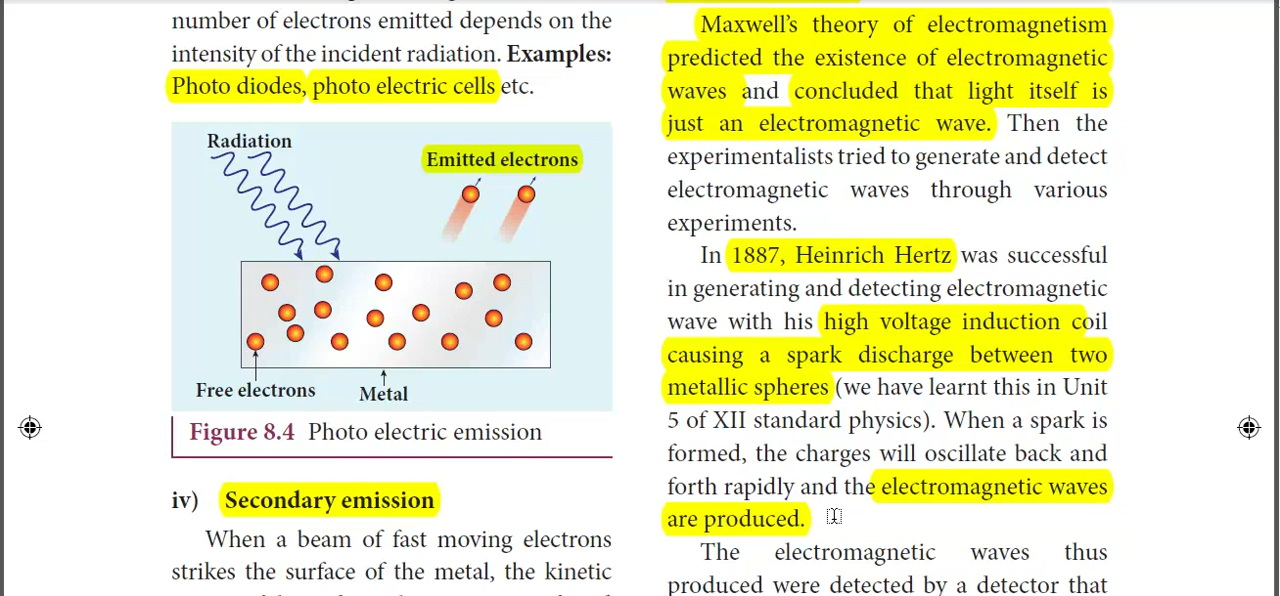 number of electrons emitted depends on the
intensity of the incident radiation. Examples:
Photo diodes, photo electric cells etc.
Radiation
Emitted electrons
Free electrons
Metal
Figure 8.4 Photo electric emission
iv) Secondary emission
When a beam of fast moving electrons
strikes the surface of the metal, the kinetic
Maxwell's theory of electromagnetism
predicted the existence of electromagnetic
waves and concluded that light itself is
just an electromagnetic wave. Then the
experimentalists tried to generate and detect
electromagnetic waves through various
experiments.
In 1887, Heinrich Hertz was successful
in generating and detecting electromagnetic
wave with his high voltage induction coil
causing a spark discharge between two
metallic spheres (we have learnt this in Unit
5 of XII standard physics). When a spark is
formed, the charges will oscillate back and
forth rapidly and the electromagnetic waves
are produced.
The electromagnetic waves thus
produced were detected by a detector that